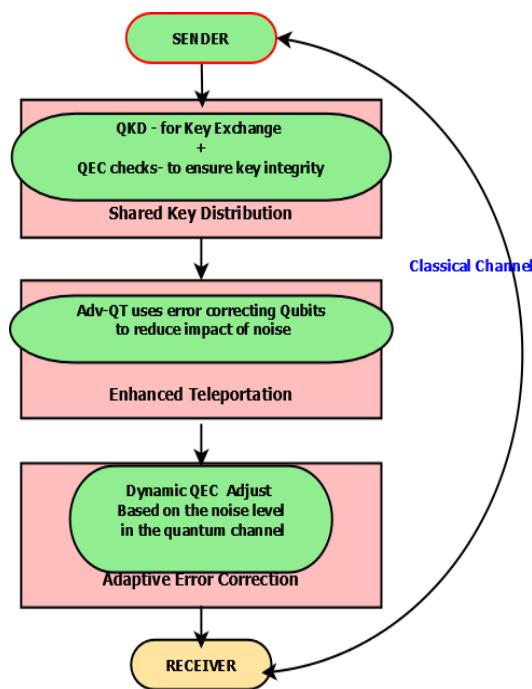 SENDER
QKD - for Key Exchange
+
QEC checks- to ensure key integrity
Shared Key Distribution
Classical Channel
Adv-QT uses error correcting Qubits
to reduce impact of noise
Enhanced Teleportation
Dynamic QEC Adjust
Based on the noise level
in the quantum channel
Adaptive Error Correction
RECEIVER